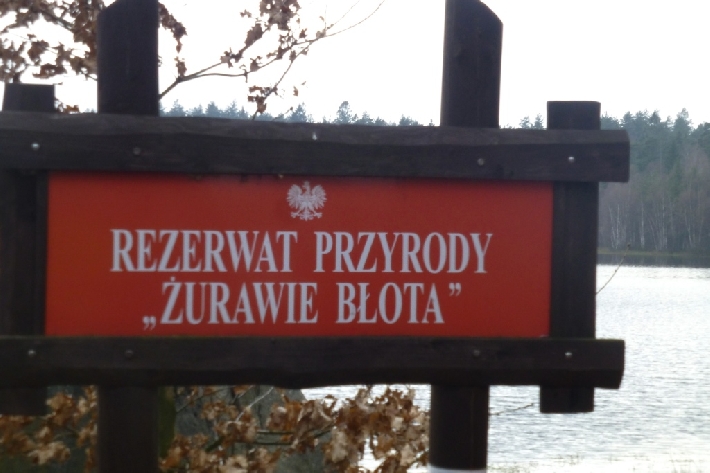 REZERWAT PRZYRODY
„ŻURAWIE BŁOTA”